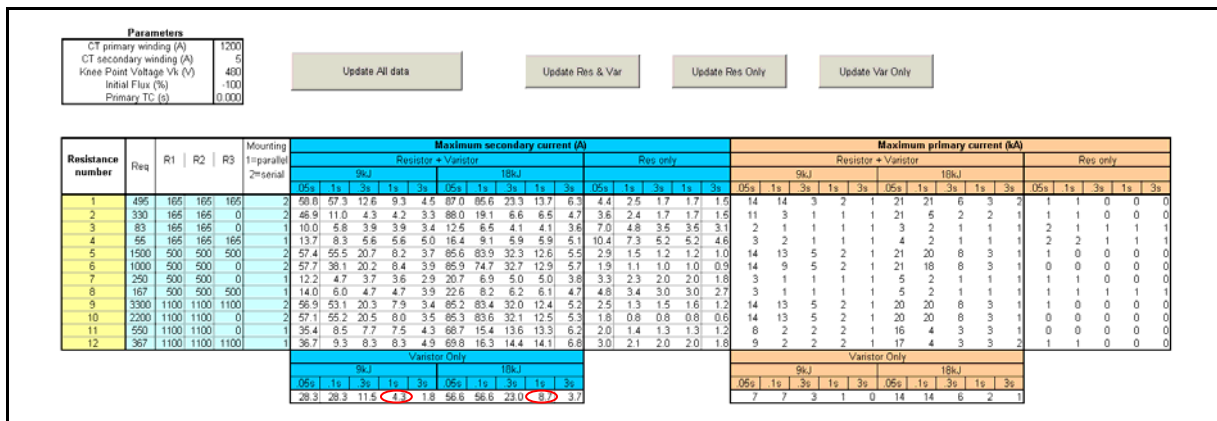 Parameters
CT primary winding (A) 1200
CT secondary winding (A) 5
Knee Point Voltage Vk (V) 480
Initial Flux (%) -100
Primary TC (s) 0.000
Update All data Update Res & Var Update Res Only Update Var Only
Resistance number Req R1 R2 R3 Mounting 1=parallel 2=serial Maximum secondary current (A) Maximum primary current (kA)
Resistor + Varistor Res only Resistor + Varistor Res only
9kJ 18kJ 9kJ 18kJ
.05s .1s .3s 1s 3s .05s .1s .3s 1s 3s .05s .1s .3s 1s 3s .05s .1s .3s 1s 3s .05s .1s .3s 1s 3s .05s .1s .3s 1s 3s
1 495 165 165 165 2 58.8 57.3 12.6 9.3 4.5 87.0 85.6 23.3 13.7 6.3 4.4 2.5 1.7 1.7 1.5 14 14 3 2 1 21 21 6 3 2 1 1 0 0 0
2 330 165 165 0 2 46.9 11.0 4.3 4.2 3.3 88.0 19.1 6.6 6.5 4.7 3.6 2.4 1.7 1.7 1.5 11 3 1 1 1 21 5 2 2 1 1 1 0 0 0
3 83 165 165 0 1 10.0 5.8 3.9 3.9 3.4 12.5 6.5 4.1 4.1 3.6 7.0 4.8 3.5 3.5 3.1 2 1 1 1 1 3 2 1 1 1 2 1 1 1 1
4 55 165 165 165 1 13.7 8.3 5.6 5.6 5.0 16.4 9.1 5.9 5.9 5.1 10.4 7.3 5.2 5.2 4.6 3 2 1 1 1 4 2 1 1 1 2 2 1 1 1
5 1500 500 500 500 2 57.4 55.5 20.7 8.2 3.7 85.6 83.9 32.3 12.6 5.5 2.9 1.5 1.2 1.2 1.0 14 13 5 2 1 21 20 8 3 1 1 0 0 0 0
6 1000 500 500 0 2 57.7 38.1 20.2 8.4 3.9 85.9 74.7 32.7 12.9 5.7 1.9 1.1 1.0 1.0 0.9 14 9 5 2 1 21 18 8 3 1 0 0 0 0 0
7 250 500 500 0 1 12.2 4.7 3.7 3.6 2.9 20.7 6.9 5.0 5.0 3.8 3.3 2.3 2.0 2.0 1.8 3 1 1 1 1 5 2 1 1 1 1 1 0 0 0
8 167 500 500 500 1 14.0 6.0 4.7 4.7 3.9 22.6 8.2 6.2 6.1 4.7 4.8 3.4 3.0 3.0 2.7 3 1 1 1 1 5 2 1 1 1 1 1 1 1 1
9 3300 1100 1100 1100 2 56.9 53.1 20.3 7.9 3.4 85.2 83.4 32.0 12.4 5.2 2.5 1.3 1.5 1.6 1.2 14 13 5 2 1 20 20 8 3 1 1 0 0 0 0
10 2200 1100 1100 0 2 57.1 55.2 20.5 8.0 3.5 85.3 83.6 32.1 12.5 5.3 1.8 0.8 0.8 0.8 0.6 14 13 5 2 1 20 20 8 3 1 0 0 0 0 0
11 550 1100 1100 0 1 35.4 8.5 7.7 7.5 4.3 68.7 15.4 13.6 13.3 6.2 2.0 1.4 1.3 1.3 1.2 8 2 2 2 1 16 4 3 3 1 0 0 0 0 0
12 367 1100 1100 1100 1 36.7 9.3 8.3 8.3 4.9 69.8 16.3 14.4 14.1 6.8 3.0 2.1 2.0 2.0 1.8 9 2 2 2 1 17 4 3 3 2 1 1 0 0 0
Varistor Only Varistor Only
9kJ 18kJ 9kJ 18kJ
.05s .1s .3s 1s 3s .05s .1s .3s 1s 3s .05s .1s .3s 1s 3s .05s .1s .3s 1s 3s
28.3 28.3 11.5 4.3 1.8 56.6 56.6 23.0 8.7 3.7 7 7 3 1 0 14 14 6 2 1